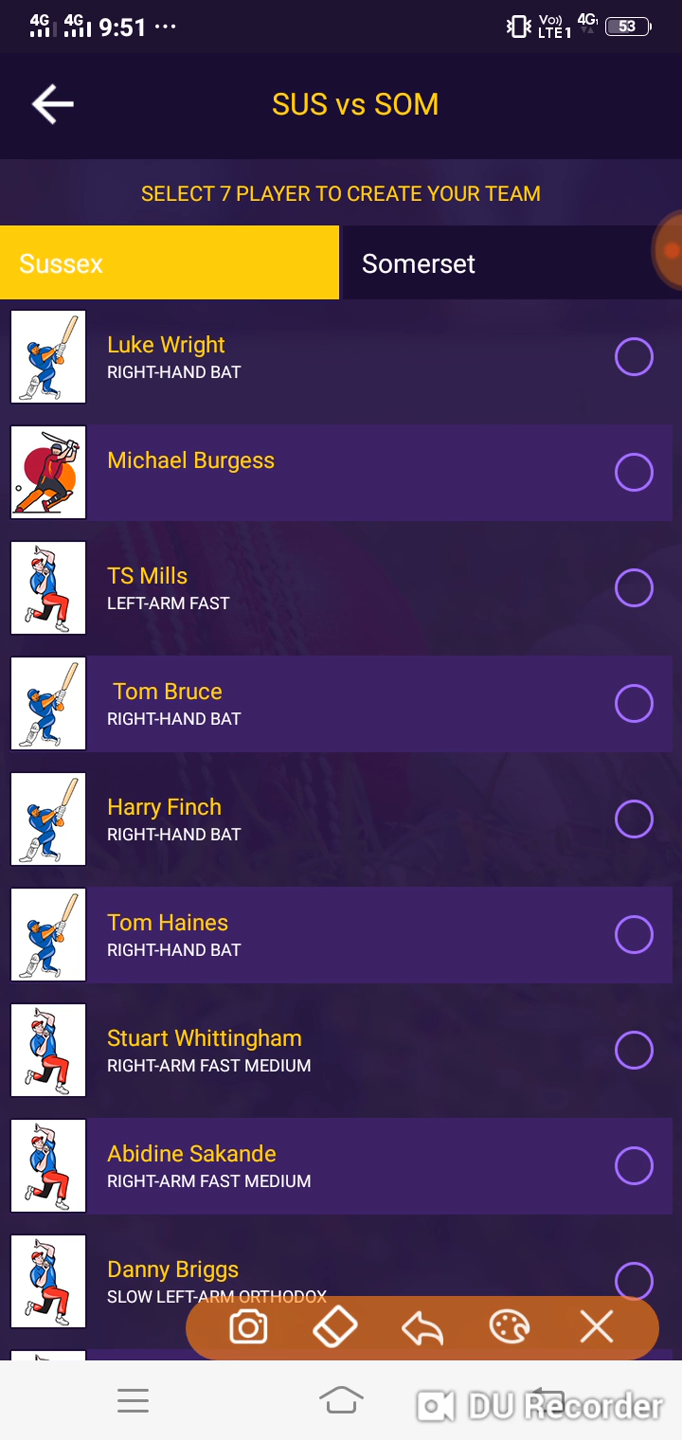 4G 4G 9:51 ...
Vo)) LTE1 4G 53
SUS vs SOM
SELECT 7 PLAYER TO CREATE YOUR TEAM
Sussex
Somerset
Luke Wright
RIGHT-HAND BAT
Michael Burgess
TS Mills
LEFT-ARM FAST
Tom Bruce
RIGHT-HAND BAT
Harry Finch
RIGHT-HAND BAT
Tom Haines
RIGHT-HAND BAT
Stuart Whittingham
RIGHT-ARM FAST MEDIUM
Abidine Sakande
RIGHT-ARM FAST MEDIUM
Danny Briggs
SLOW LEFT-ARM ORTHODOX
DU Recorder